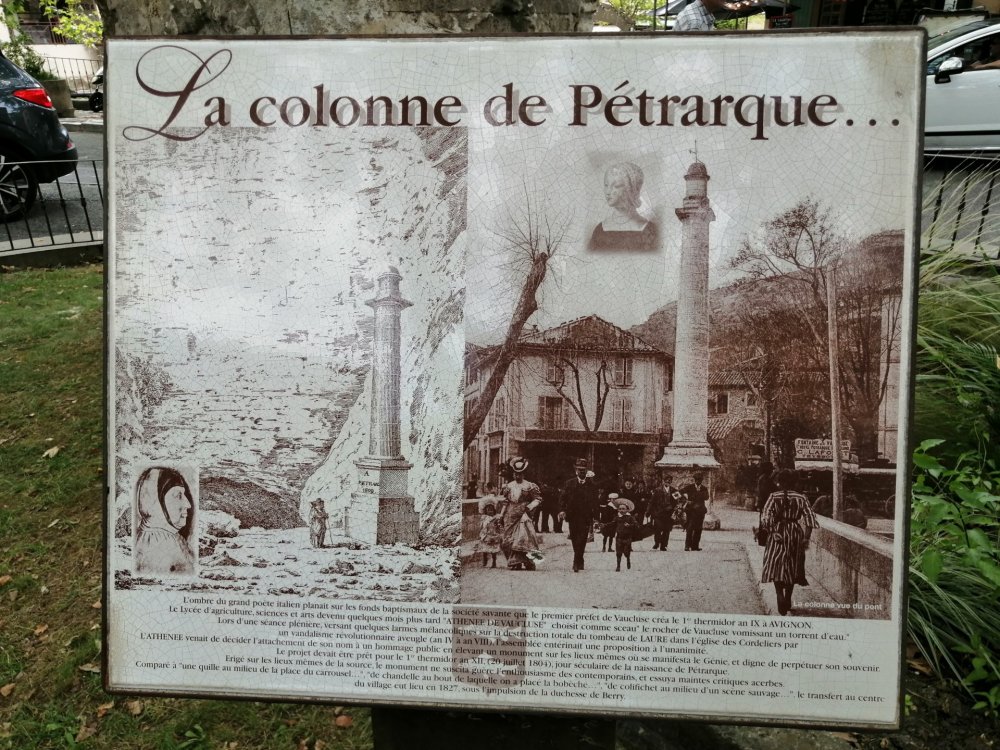 La colonne de Pétrarque...
FONTAINE DE
La colonne vue du pont
L'ombre du grand poète italien planait sur les fonds baptismaux de la société savante que le premier préfet de Vaucluse créa le 1er thermidor an IX à AVIGNON.
Le Lycée d'agriculture, sciences et arts devenu quelques mois plus tard "ATHENEE DE VAUCLUSE" choisit comme sceau" le rocher de Vaucluse vomissant un torrent d'eau."
Lors d'une séance plénière, versant quelques larmes mélancoliques sur la destruction totale du tombeau de LAURE dans l'église des Cordeliers par
un vandalisme révolutionnaire aveugle (an IV à an VIII), l'assemblée enterinait une proposition à l'unanimité.
L'ATHENEE venait de décider l'attachement de son nom à un hommage public en élevant un monument sur les lieux mêmes où se manifesta le Génie, et digne de perpétuer son souvenir.
Le projet devait être prêt pour le 1er thermidor an XII, (20 juillet 1804), jour séculaire de la naissance de Pétrarque.
Erigé sur les lieux mêmes de la source, le monument ne suscita guère l'enthousiasme des contemporains, et essuya maintes critiques acerbes.
Comparé à "une quille au milieu de la place du carrousel...", "de chandelle au bout de laquelle on a placé la bobèche...", "de colifichet au milieu d'un scène sauvage..." le transfert au centre
du village eut lieu en 1827, sous l'impulsion de la duchesse de Berry.